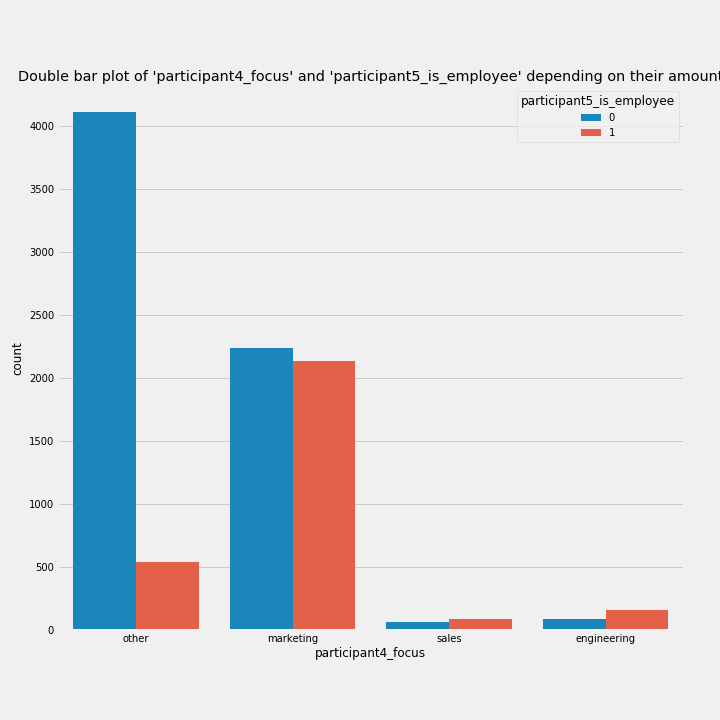 Double bar plot of 'participant4_focus' and 'participant5_is_employee' depending on their amount
participant5_is_employee
0
1
4000
3500
3000
2500
2000
1500
1000
500
0
count
other marketing sales engineering
participant4_focus